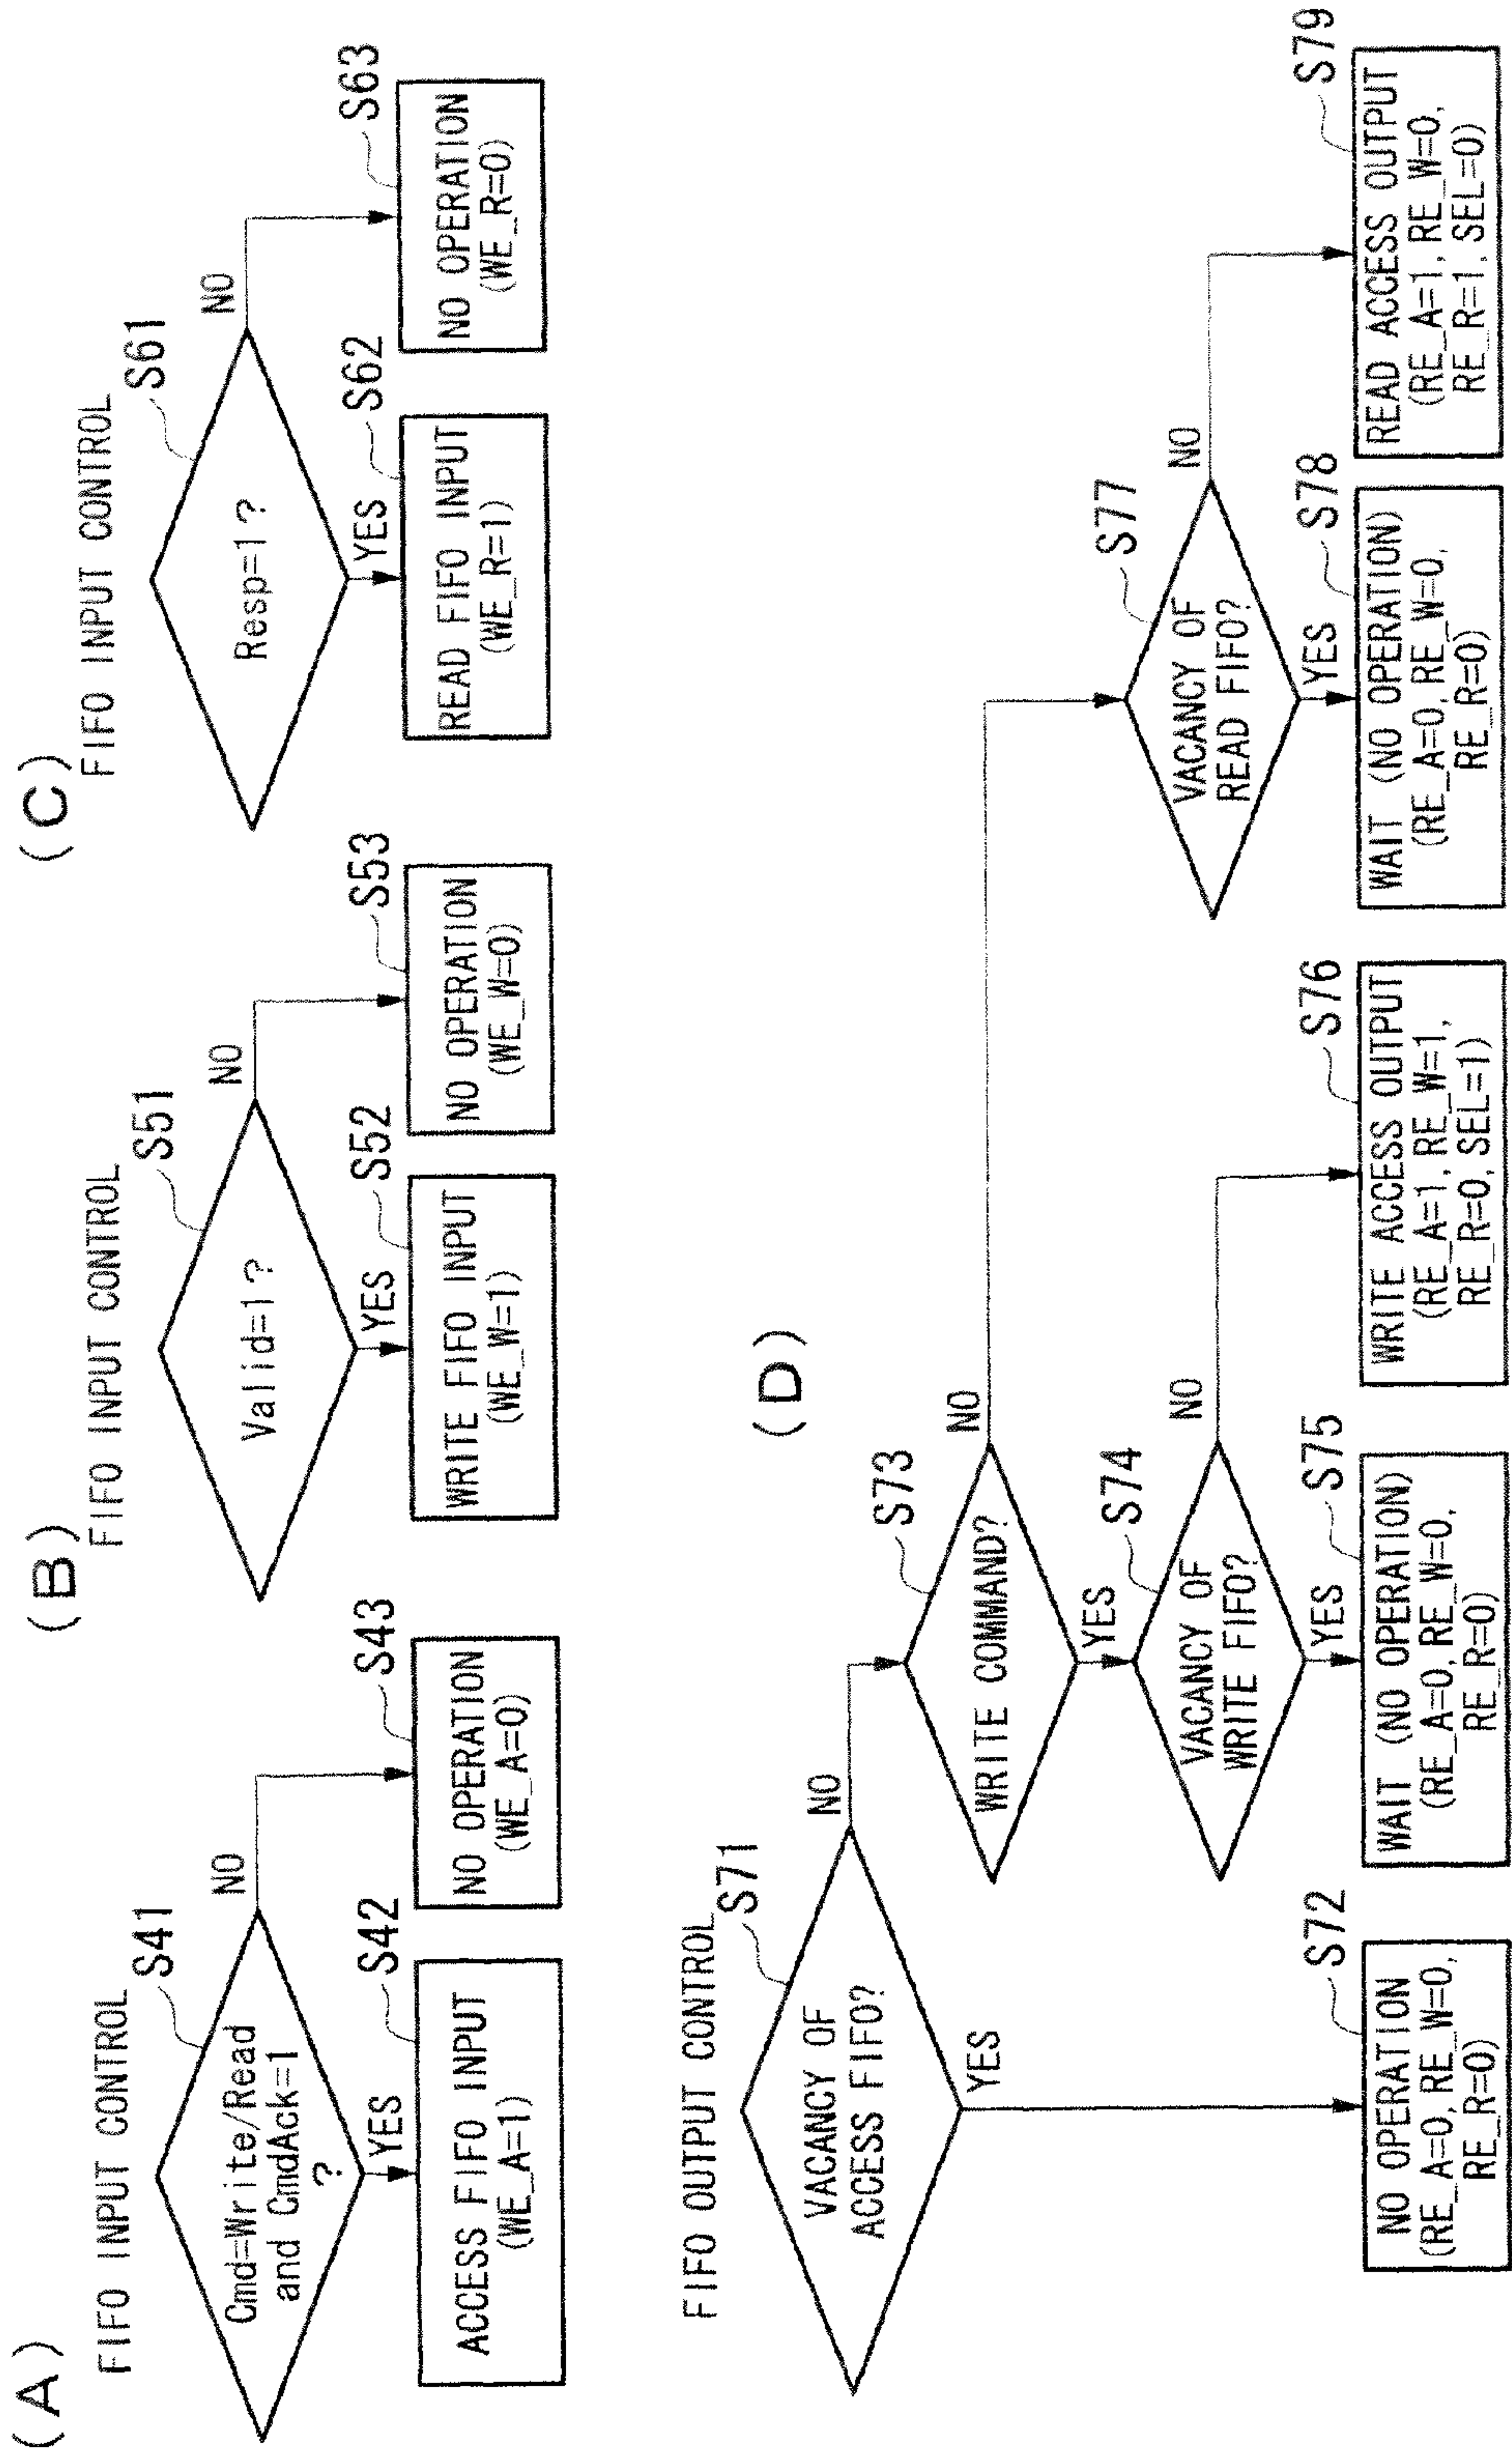 (A)
FIFO INPUT CONTROL
S41
Cmd=Write/Read
and CmdAck=1
?
NO
YES
S42
ACCESS FIFO INPUT
(WE_A=1)
S43
NO OPERATION
(WE_A=0)
(B)
FIFO INPUT CONTROL
S51
Valid=1?
NO
YES
S52
WRITE FIFO INPUT
(WE_W=1)
S53
NO OPERATION
(WE_W=0)
(C)
FIFO INPUT CONTROL
S61
Resp=1?
NO
YES
S62
READ FIFO INPUT
(WE_R=1)
S63
NO OPERATION
(WE_R=0)
(D)
FIFO OUTPUT CONTROL
S71
VACANCY OF
ACCESS FIFO?
NO
YES
S72
NO OPERATION
(RE_A=0, RE_W=0,
RE_R=0)
S73
WRITE COMMAND?
NO
YES
S74
VACANCY OF
WRITE FIFO?
NO
YES
S75
WAIT (NO OPERATION)
(RE_A=0, RE_W=0,
RE_R=0)
S76
WRITE ACCESS OUTPUT
(RE_A=1, RE_W=1,
RE_R=0, SEL=1)
S77
VACANCY OF
READ FIFO?
NO
YES
S78
WAIT (NO OPERATION)
(RE_A=0, RE_W=0,
RE_R=0)
S79
READ ACCESS OUTPUT
(RE_A=1, RE_W=0,
RE_R=1, SEL=0)